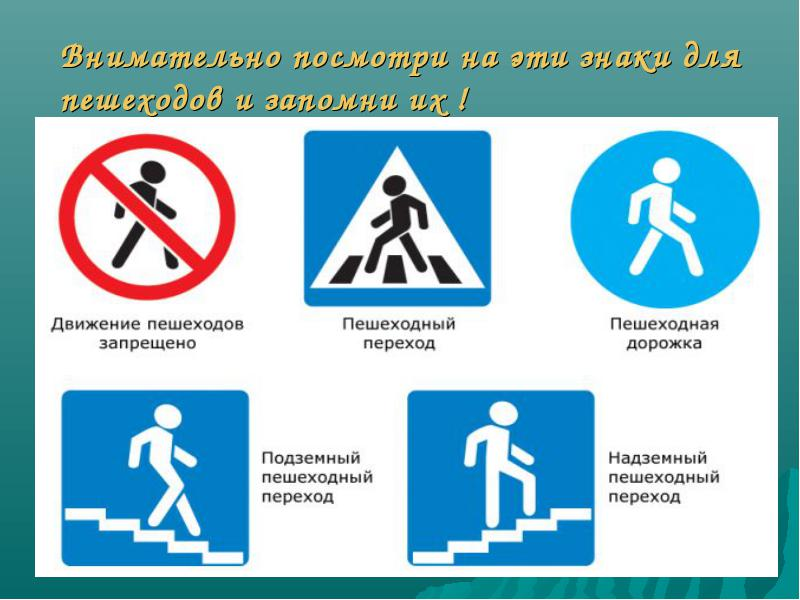 Внимательно посмотри на эти знаки для
пешеходов и запомни их !
Движение пешеходов
запрещено
Пешеходный
переход
Пешеходная
дорожка
Подземный
пешеходный
переход
Надземный
пешеходный
переход